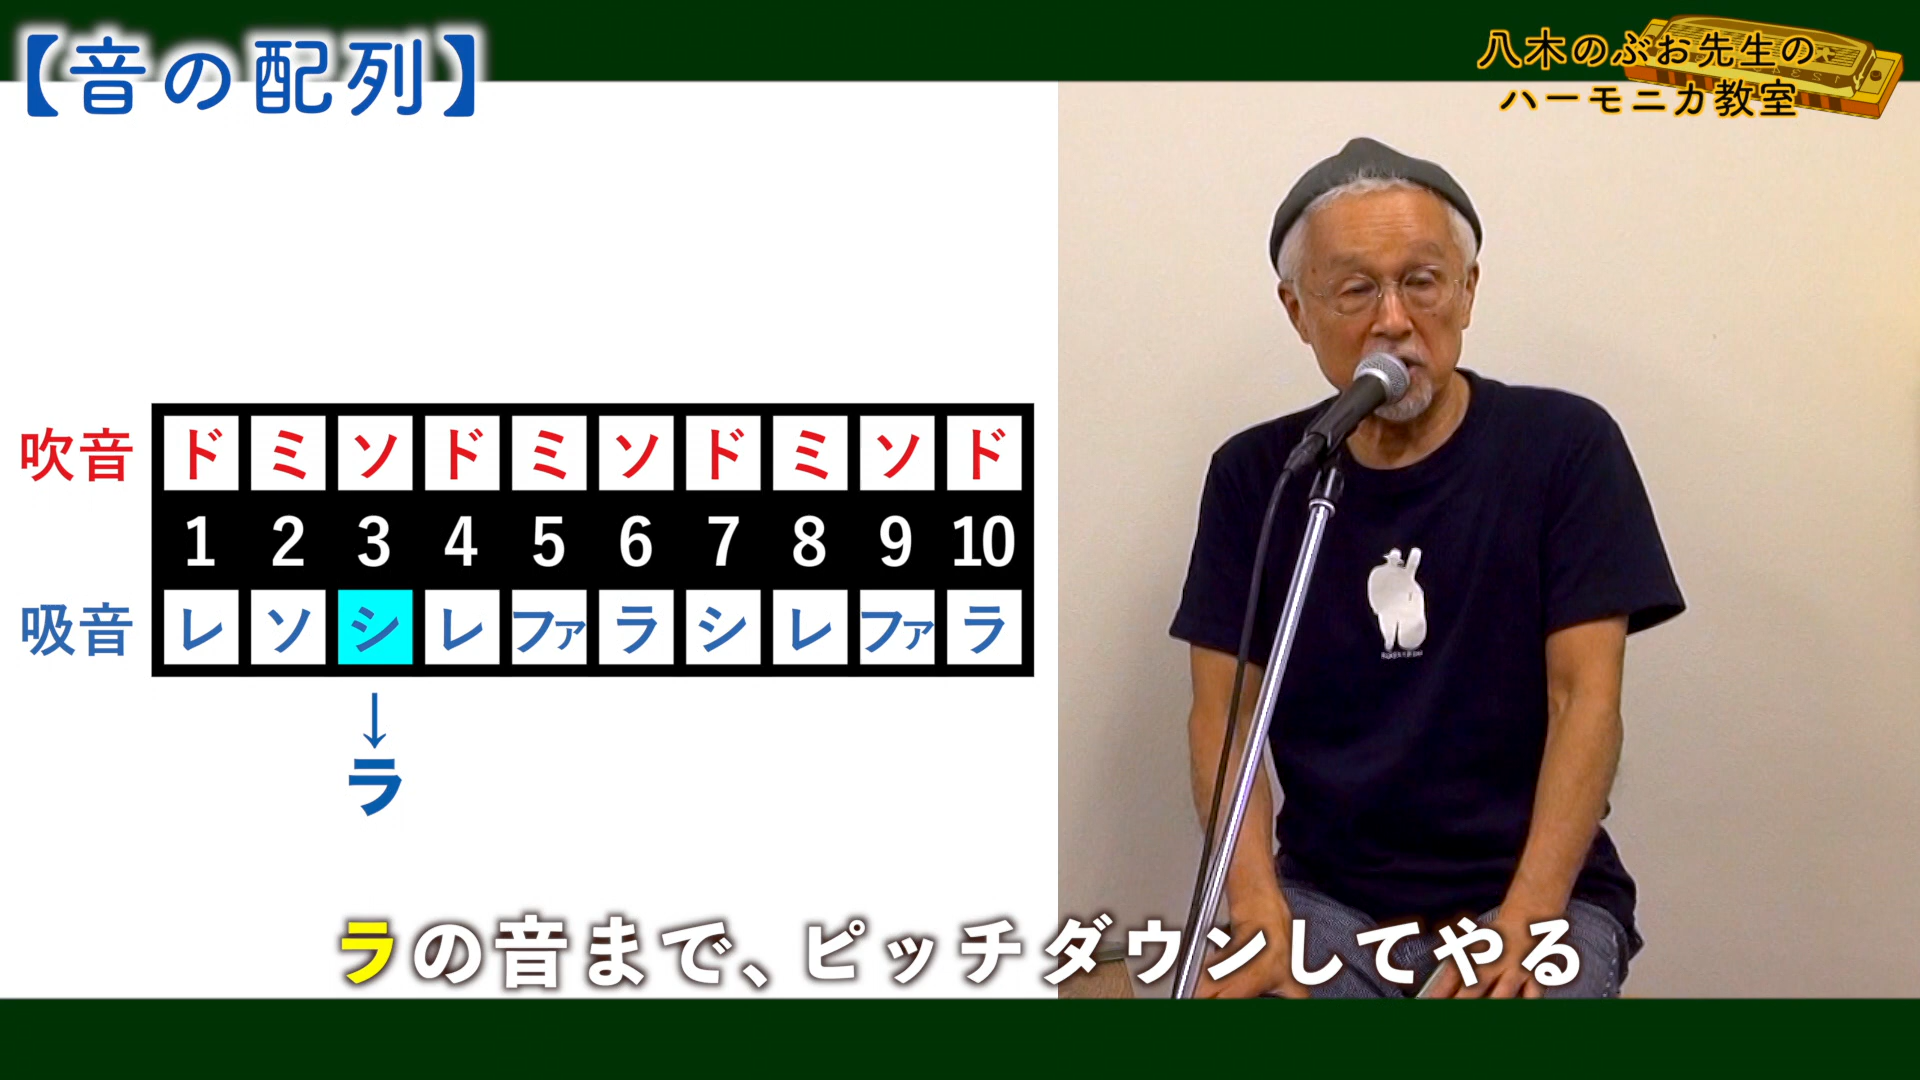 【音の配列】
八木のぶお先生の
ハーモニカ教室
吹音 ド ミ ソ ド ミ ソ ド ミ ソ ド
1 2 3 4 5 6 7 8 9 10
吸音 レ ソ シ レ ファ ラ シ レ ファ ラ
↓
ラ
ラの音まで、ピッチダウンしてやる